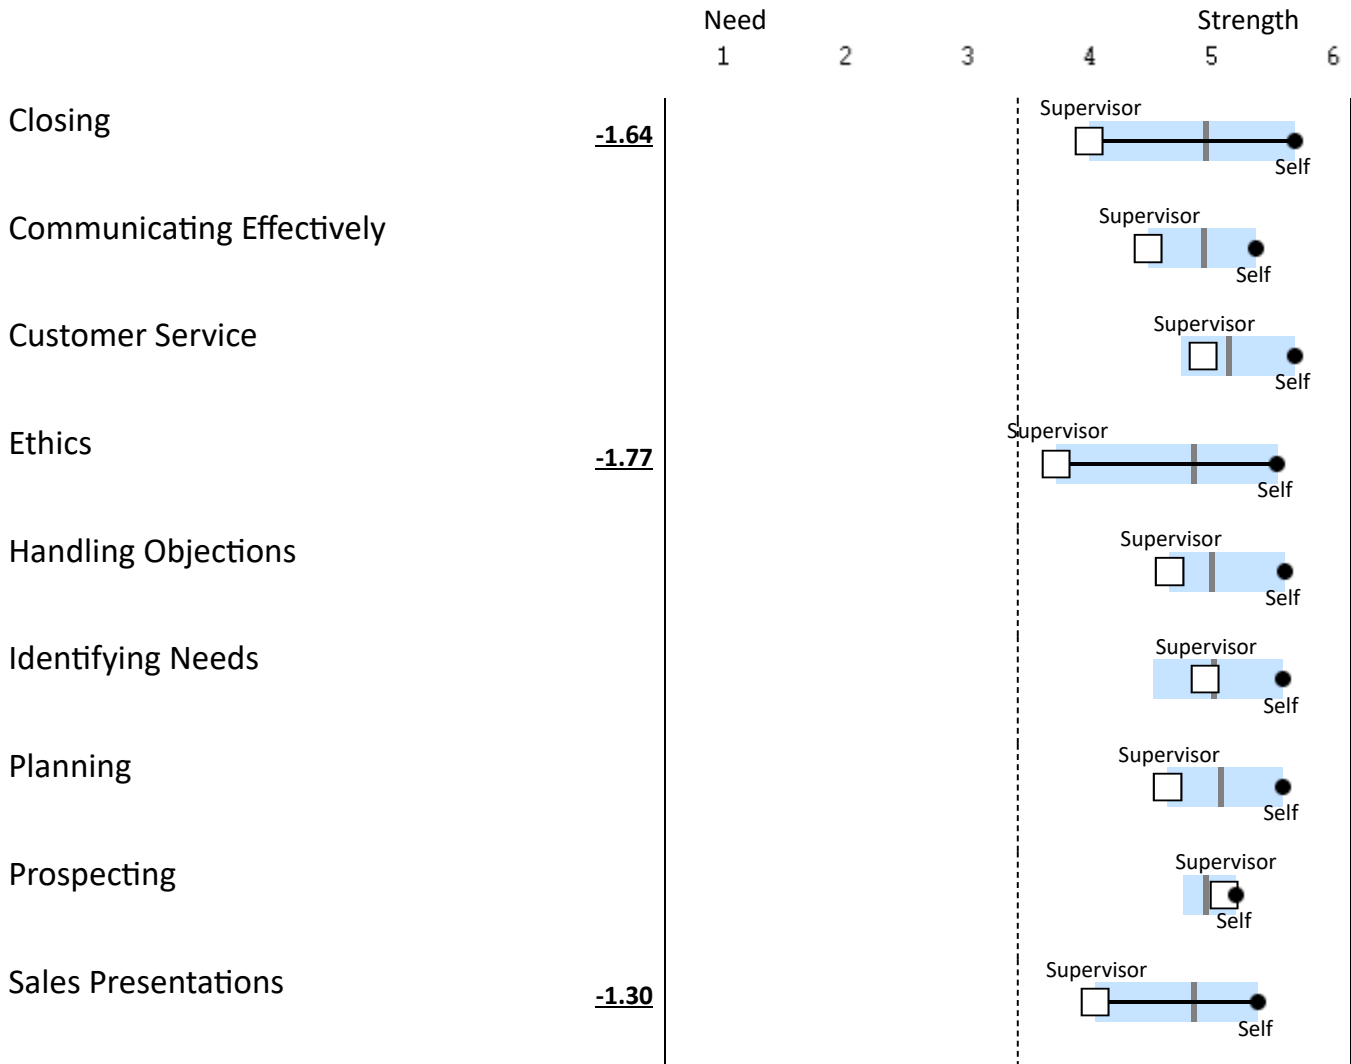 Need Strength
1 2 3 4 5 6
Closing
-1.64
Supervisor
Self
Communicating Effectively
Supervisor
Self
Customer Service
Supervisor
Self
Ethics
-1.77
Supervisor
Self
Handling Objections
Supervisor
Self
Identifying Needs
Supervisor
Self
Planning
Supervisor
Self
Prospecting
Supervisor
Self
Sales Presentations
-1.30
Supervisor
Self